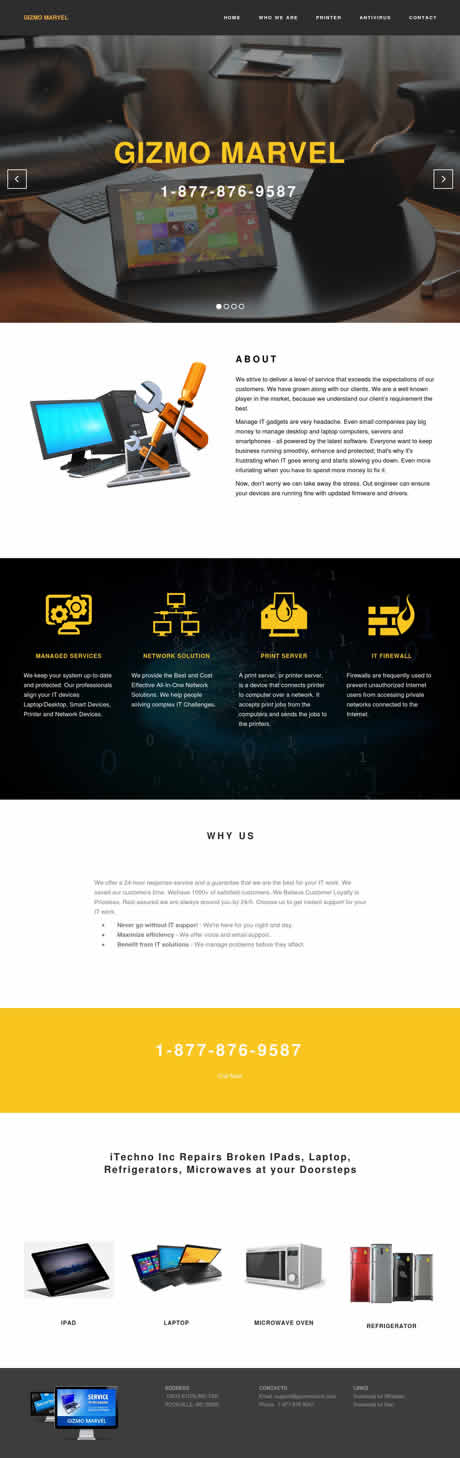 GIZMO MARVEL
HOME WHO WE ARE PRINTER ANTIVIRUS CONTACT
GIZMO MARVEL
1-877-876-9587
ABOUT
We strive to deliver a level of service that exceeds the expectations of our
customers. We have grown along with our clients. We are a well known
player in the market, because we understand our client's requirement the
best.
Manage IT gadgets are very headache. Even small companies pay big
money to manage desktop and laptop computers, servers and
smartphones - all powered by the latest software. Everyone want to keep
business running smoothly, enhance and protected; that's why it's
frustrating when IT goes wrong and starts slowing you down. Even more
infuriating when you have to spend more money to fix it.
Now, don't worry we can take away the stress. Out engineer can ensure
your devices are running fine with updated firmware and drivers.
MANAGED SERVICES
We keep your system up-to-date
and protected. Our professionals
align your IT devices
Laptop/Desktop, Smart Devices,
Printer and Network Devices.
NETWORK SOLUTION
We provide the Best and Cost
Effective All-In-One Network
Solutions. We help people
solving complex IT Challenges.
PRINT SERVER
A print server, or printer server,
is a device that connects printer
to computer over a network. It
accepts print jobs from the
computers and sends the jobs to
the printers.
IT FIREWALL
Firewalls are frequently used to
prevent unauthorized Internet
users from accessing private
networks connected to the
Internet.
WHY US
We offer a 24-hour response service and a guarantee that we are the best for your IT work. We
saved our customers time. We have 1000+ of satisfied customers. We Believe Customer Loyalty is
Priceless. Rest assured we are always around you by 24/6. Choose us to get instant support for your
IT work.
• Never go without IT support - We're here for you right and day.
• Maximize efficiency - We offer voice and email support.
• Benefit from IT solutions - We manage problems before they affect.
1-877-876-9587
iTechno Inc Repairs Broken IPads, Laptop,
Refrigerators, Microwaves at your Doorsteps
IPAD
LAPTOP
MICROWAVE OVEN
REFRIGERATOR
SERVICE
GIZMO MARVEL
ADDRESS
CONTACTS
LINKS